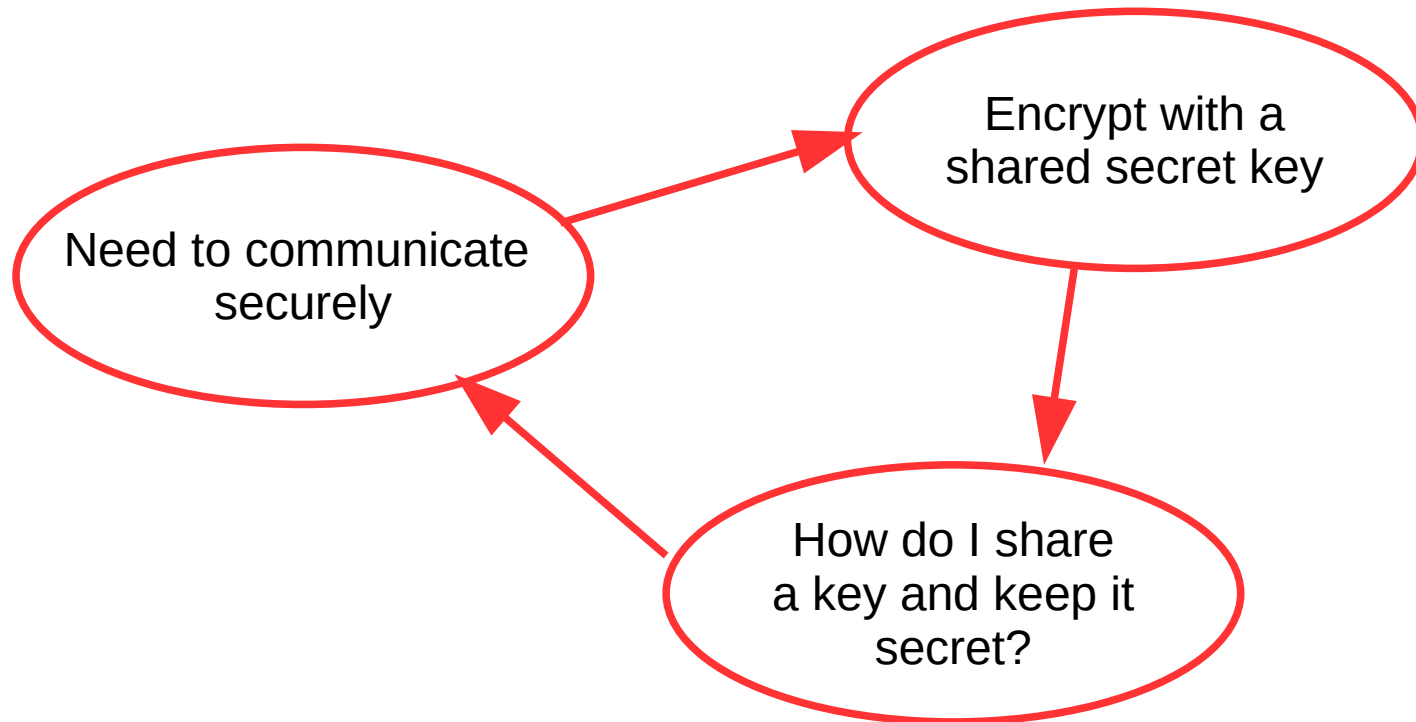 Need to communicate
securely
Encrypt with a
shared secret key
How do I share
a key and keep it
secret?